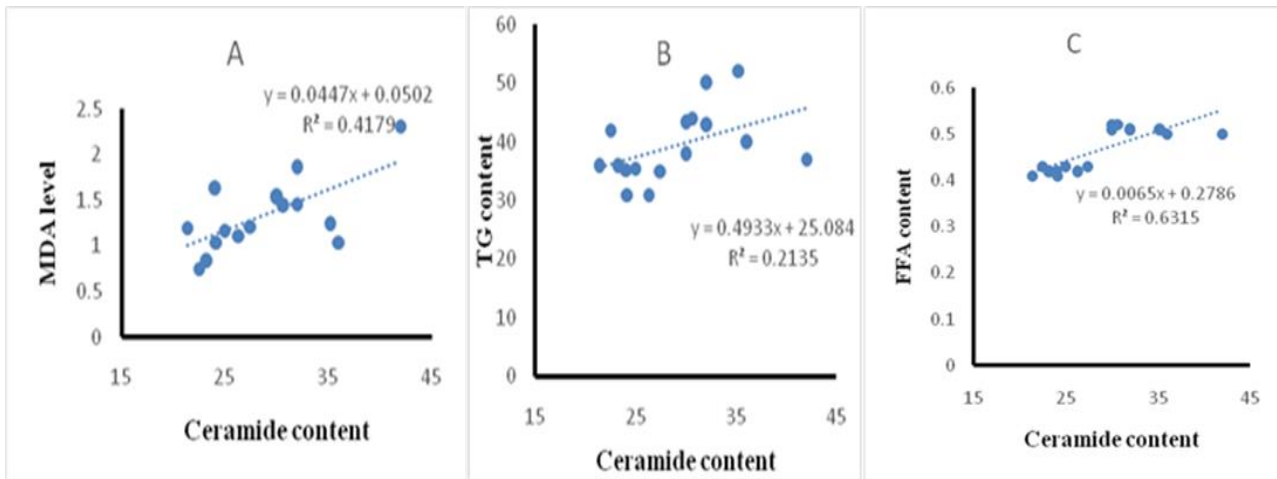 A
y = 0.0447x + 0.0502
R² = 0.4179
2.5
2
1.5
1
0.5
0
15 25 35 45
MDA level
Ceramide content
B
60
50
40
30
20
10
0
y = 0.4933x + 25.084
R² = 0.2135
15 25 35 45
TG content
Ceramide content
C
0.6
0.5
0.4
0.3
0.2
0.1
0
y = 0.0065x + 0.2786
R² = 0.6315
15 25 35 45
FFA content
Ceramide content